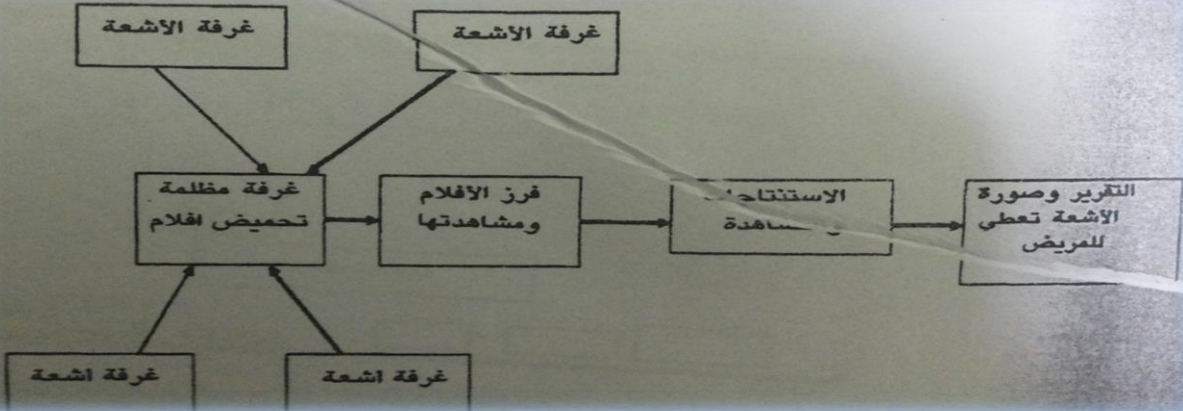 غرفة الأشعة
غرفة الأشعة
غرفة مظلمة
تحميض افلام
فرز الأفلام
ومشاهدتها
التقرير وصورة
الأشعة تعطي
للمريض
غرفة اشعة
غرفة اشعة